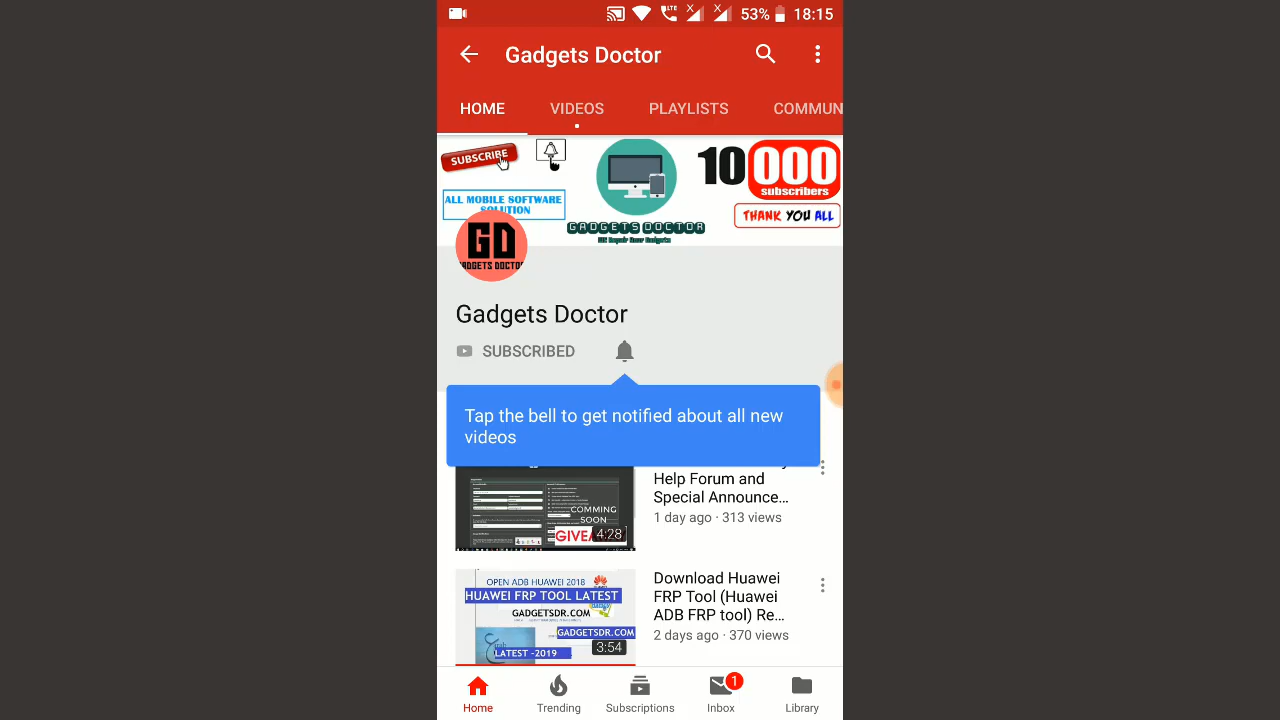 53% 18:15
Gadgets Doctor
HOME VIDEOS PLAYLISTS COMMUN
SUBSCRIBE
10 000
subscribers
ALL MOBILE SOFTWARE
SOLUTION
THANK YOU ALL
GADGETS DOCTOR
GD
GADGETS DOCTOR
Gadgets Doctor
SUBSCRIBED
Tap the bell to get notified about all new
videos
Help Forum and
Special Announce...
1 day ago · 313 views
COMMING
SOON
4:28
OPEN ADB HUAWEI 2018
HUAWEI FRP TOOL LATEST
GADGETSDR.COM
GADGETSDR.COM
3:54
LATEST -2019
Download Huawei
FRP Tool (Huawei
ADB FRP tool) Re...
2 days ago · 370 views
1
Home Trending Subscriptions Inbox Library